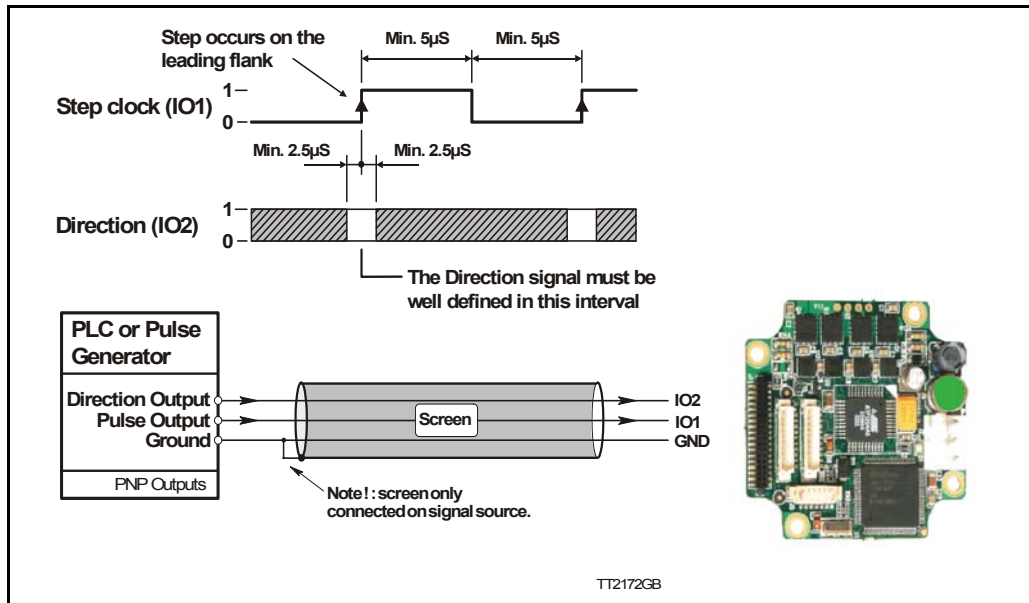 Step occurs on the
leading flank
Min. 5µS
Min. 5µS
Step clock (IO1)
1
0
Min. 2.5µS
Min. 2.5µS
Direction (IO2)
1
0
The Direction signal must be
well defined in this interval
PLC or Pulse
Generator
Direction Output
Pulse Output
Ground
PNP Outputs
Screen
IO2
IO1
GND
Note! : screen only
connected on signal source.
TT2172GB